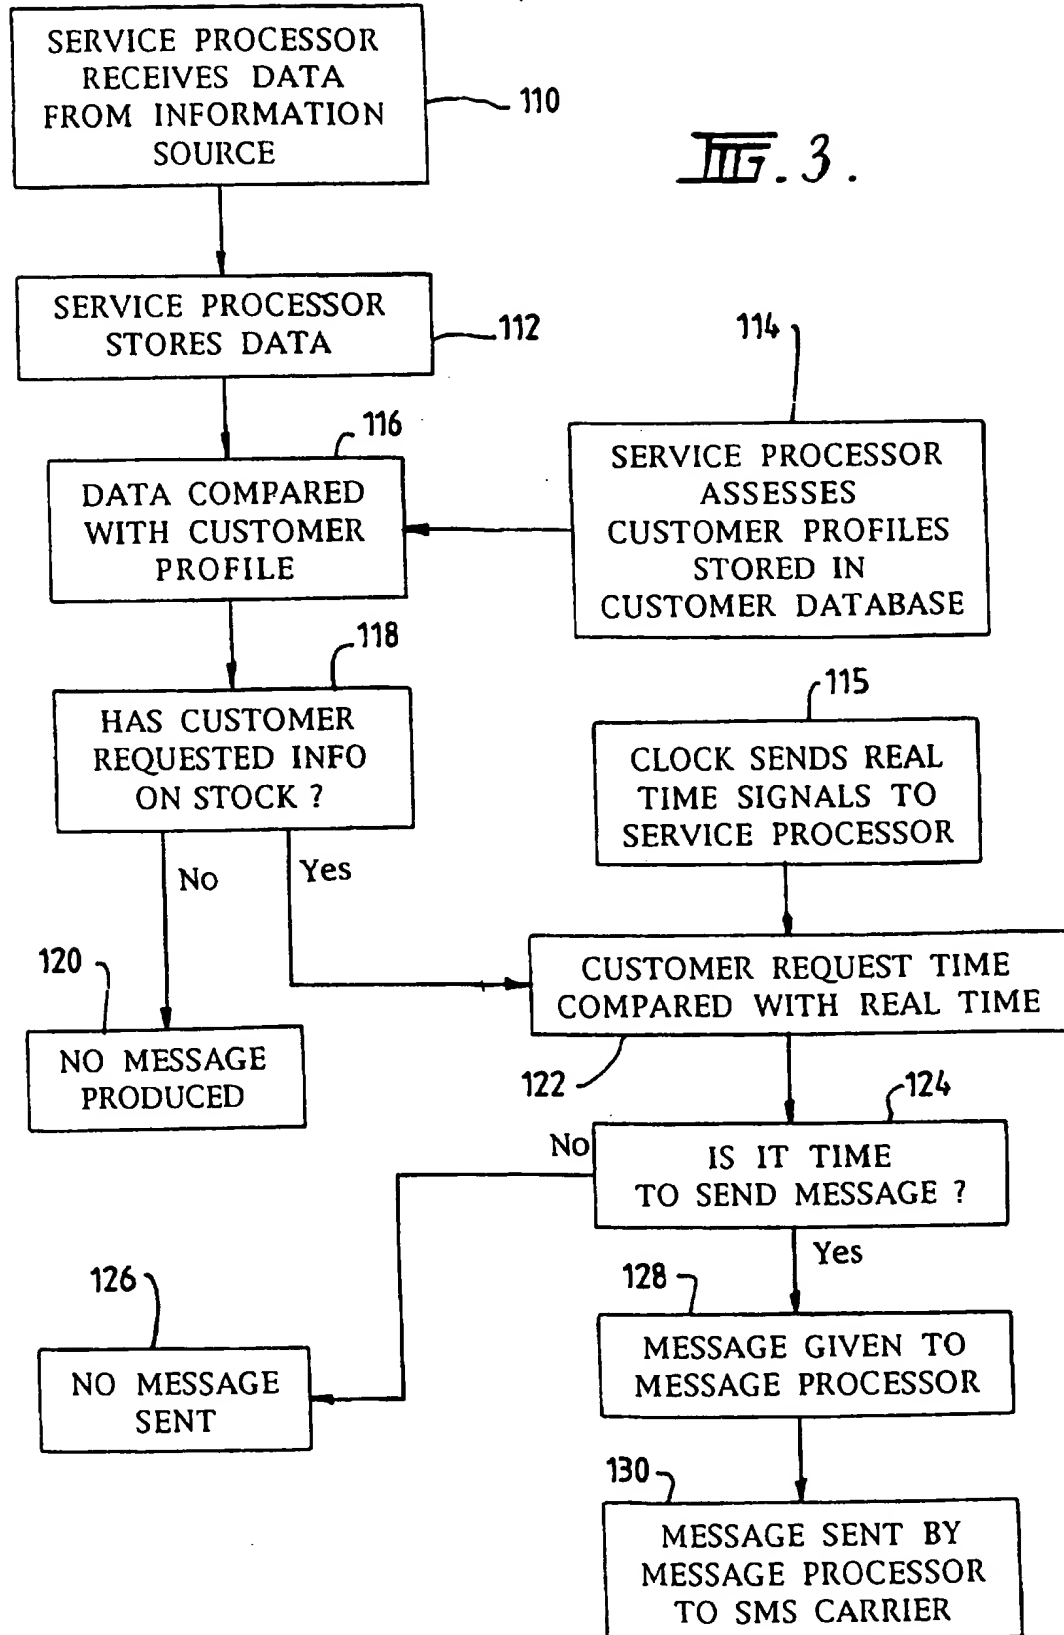 SERVICE PROCESSOR
RECEIVES DATA
FROM INFORMATION
SOURCE
110
FIG. 3.
SERVICE PROCESSOR
STORES DATA
112
114
116
DATA COMPARED
WITH CUSTOMER
PROFILE
SERVICE PROCESSOR
ASSESSES
CUSTOMER PROFILES
STORED IN
CUSTOMER DATABASE
118
HAS CUSTOMER
REQUESTED INFO
ON STOCK ?
115
CLOCK SENDS REAL
TIME SIGNALS TO
SERVICE PROCESSOR
No
Yes
120
NO MESSAGE
PRODUCED
CUSTOMER REQUEST TIME
COMPARED WITH REAL TIME
122
124
IS IT TIME
TO SEND MESSAGE ?
No
Yes
126
NO MESSAGE
SENT
128
MESSAGE GIVEN TO
MESSAGE PROCESSOR
130
MESSAGE SENT BY
MESSAGE PROCESSOR
TO SMS CARRIER